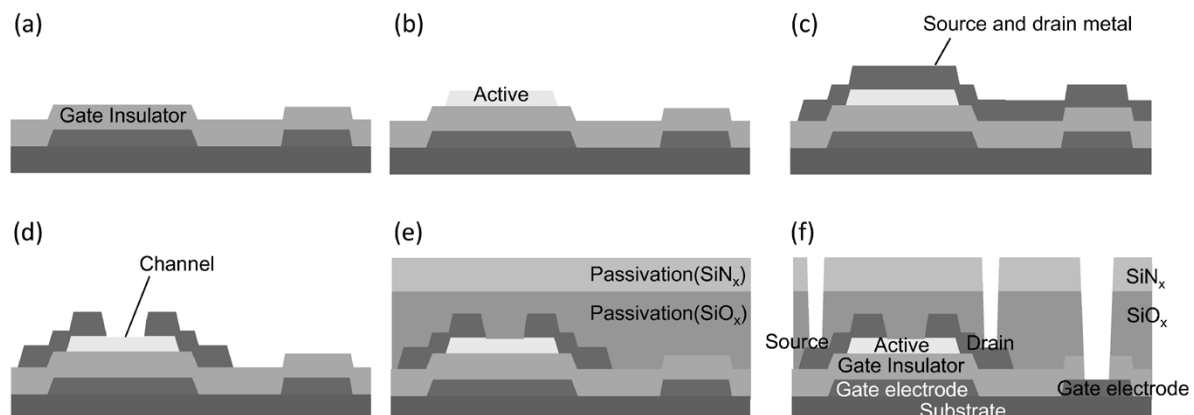 (a)
Gate Insulator
(b)
Active
(c)
Source and drain metal
(d)
Channel
(e)
Passivation(SiNx)
Passivation(SiOx)
(f)
SiNx
SiOx
Source Active Drain
Gate Insulator
Gate electrode Gate electrode
Substrate